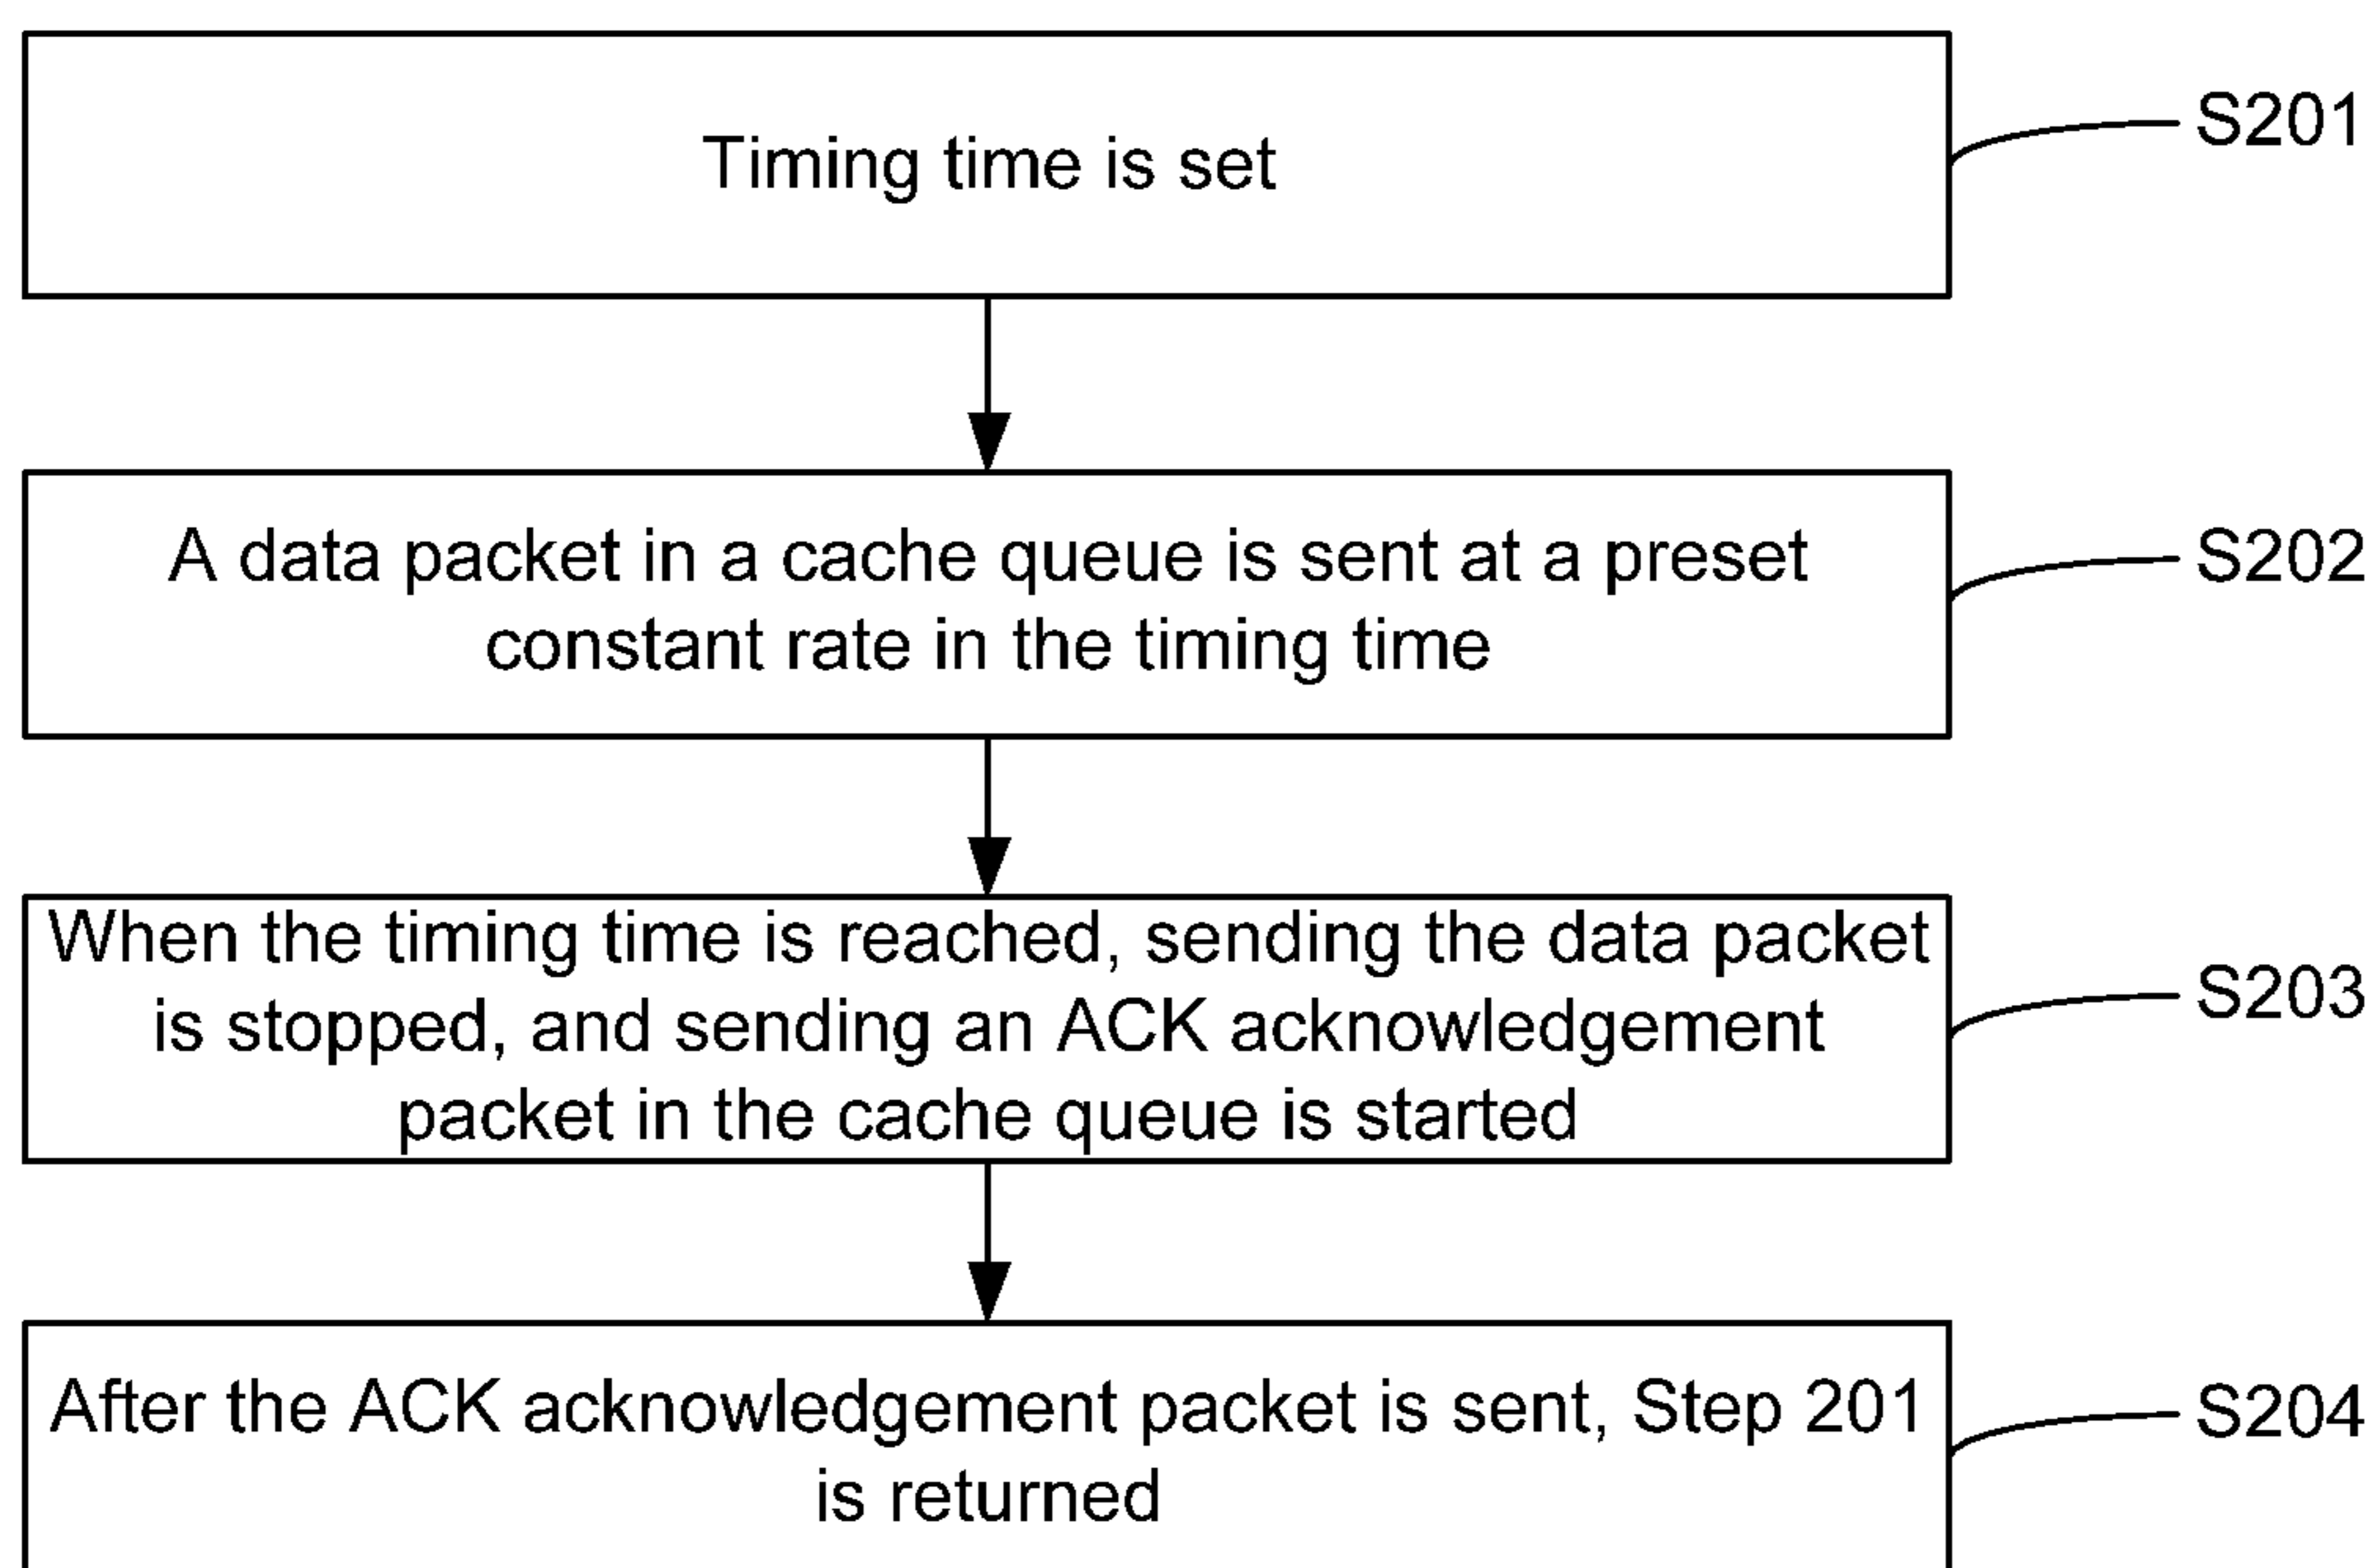 Timing time is set
S201
A data packet in a cache queue is sent at a preset
constant rate in the timing time
S202
When the timing time is reached, sending the data packet
is stopped, and sending an ACK acknowledgement
packet in the cache queue is started
S203
After the ACK acknowledgement packet is sent, Step 201
is returned
S204